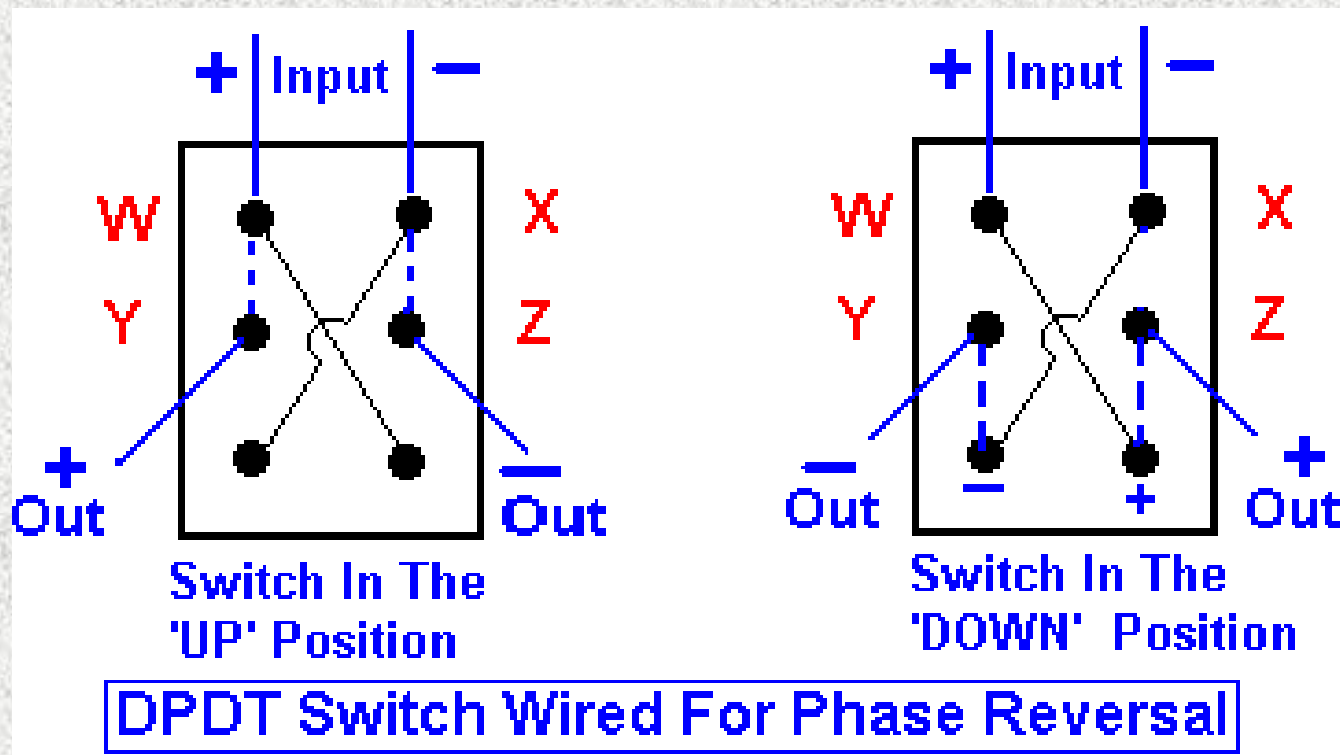 + Input −
W X
Y Z
+ Out − Out
Switch In The
'UP' Position
+ Input −
W X
Y Z
− Out − + + Out
Switch In The
'DOWN' Position
DPDT Switch Wired For Phase Reversal